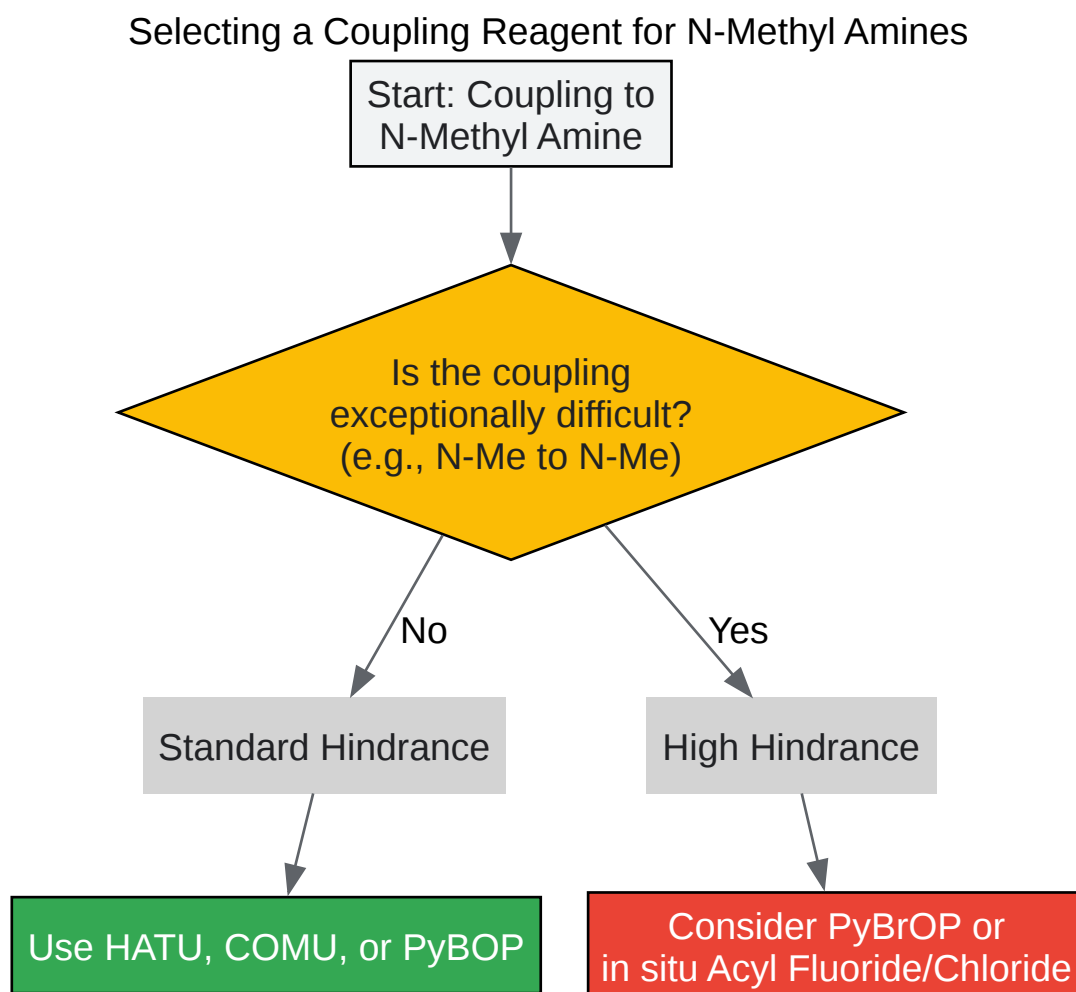 Selecting a Coupling Reagent for N-Methyl Amines
Start: Coupling to
N-Methyl Amine
Is the coupling
exceptionally difficult?
(e.g., N-Me to N-Me)
No
Yes
Standard Hindrance
High Hindrance
Use HATU, COMU, or PyBOP
Consider PyBrOP or
in situ Acyl Fluoride/Chloride